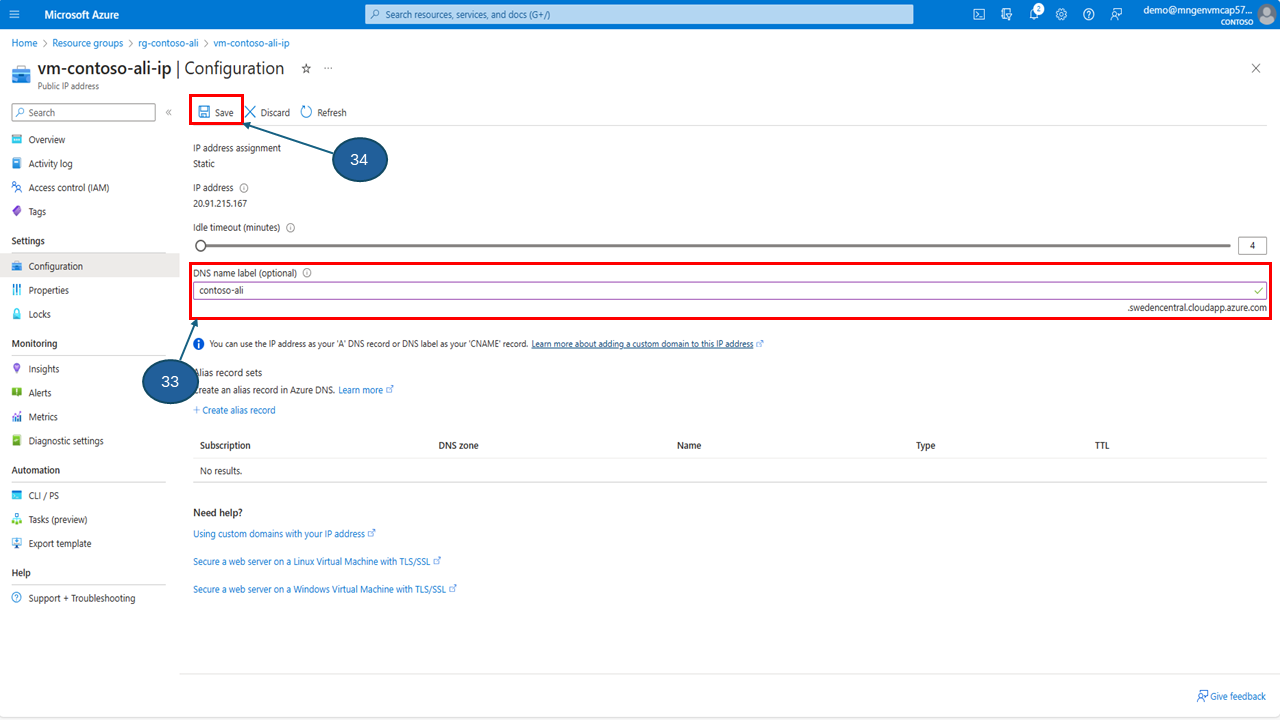 Microsoft Azure
Search resources, services, and docs (G+/)
2
demo@mngenvmcap57...
CONTOSO
Home > Resource groups > rg-contoso-ali > vm-contoso-ali-ip
vm-contoso-ali-ip | Configuration
Public IP address
Search
Save
Discard
Refresh
Overview
Activity log
Access control (IAM)
Tags
Settings
Configuration
Properties
Locks
Monitoring
Insights
Alerts
Metrics
Diagnostic settings
Automation
CLI / PS
Tasks (preview)
Export template
Help
Support + Troubleshooting
34
IP address assignment
Static
IP address
20.91.215.167
Idle timeout (minutes)
4
DNS name label (optional)
contoso-ali
.swedencentral.cloudapp.azure.com
You can use the IP address as your 'A' DNS record or DNS label as your 'CNAME' record. Learn more about adding a custom domain to this IP address
33
Alias record sets
Create an alias record in Azure DNS. Learn more
+ Create alias record
Subscription DNS zone Name Type TTL
No results.
Need help?
Using custom domains with your IP address
Secure a web server on a Linux Virtual Machine with TLS/SSL
Secure a web server on a Windows Virtual Machine with TLS/SSL
Give feedback